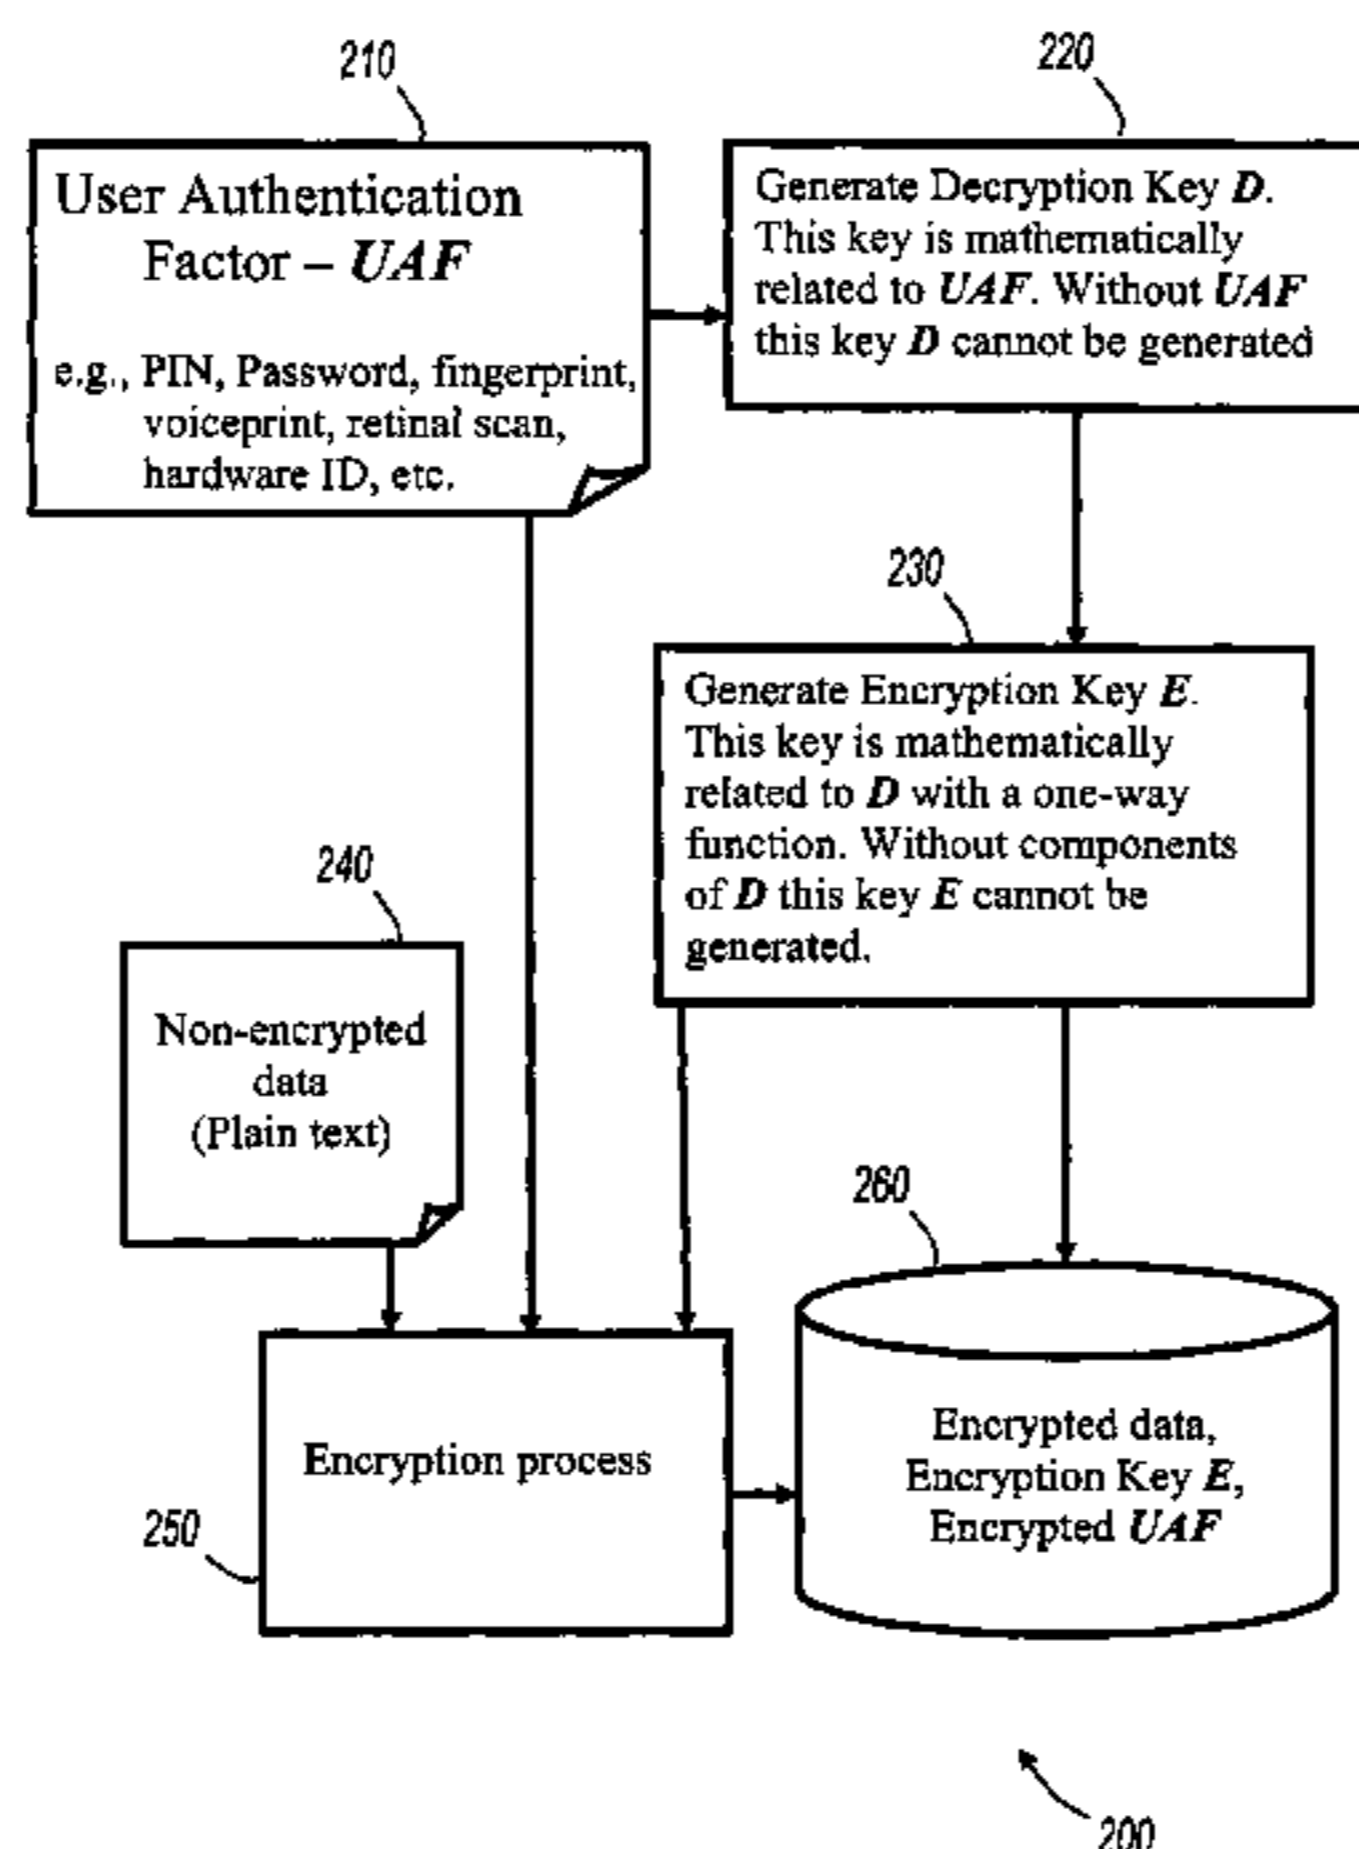 210
User Authentication
Factor – UAF
e.g., PIN, Password, fingerprint,
voiceprint, retinal scan,
hardware ID, etc.
220
Generate Decryption Key D.
This key is mathematically
related to UAF. Without UAF
this key D cannot be generated
230
Generate Encryption Key E.
This key is mathematically
related to D with a one-way
function. Without components
of D this key E cannot be
generated.
240
Non-encrypted
data
(Plain text)
250
Encryption process
260
Encrypted data,
Encryption Key E,
Encrypted UAF
200